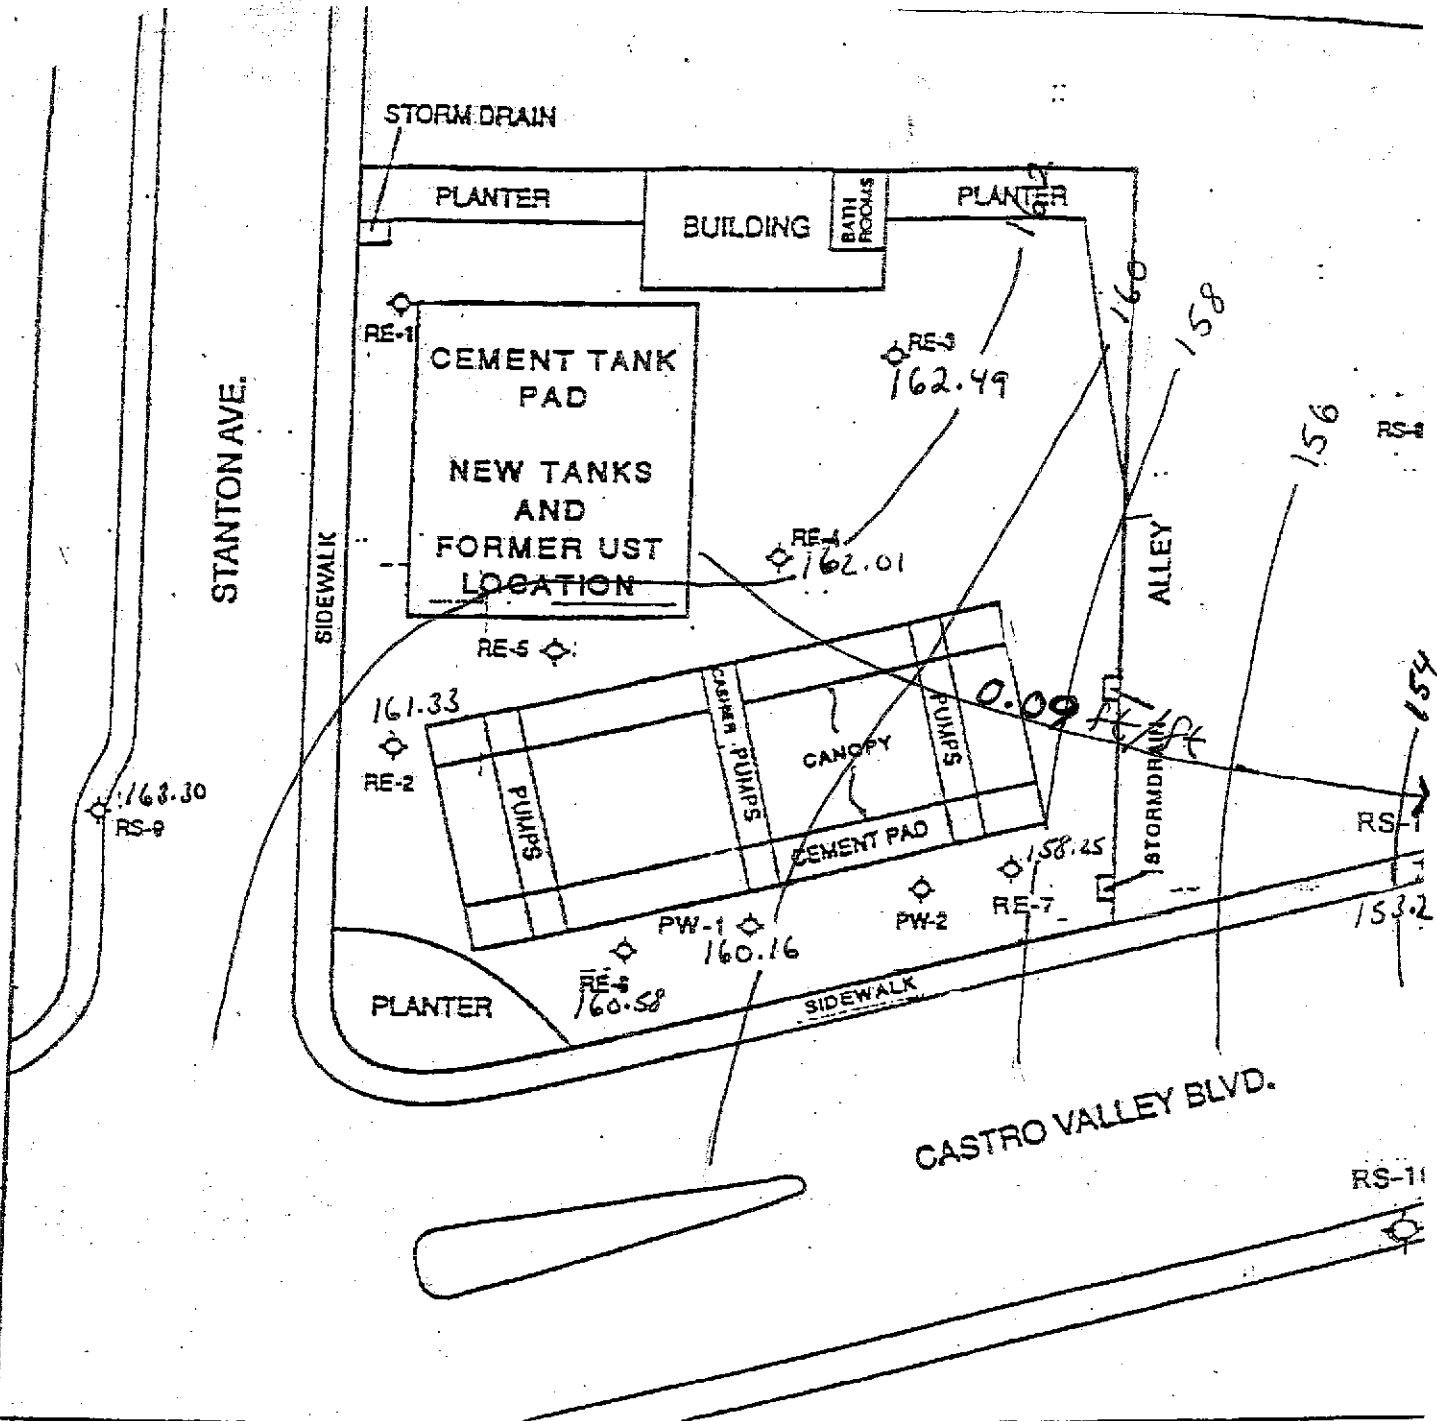 STORM DRAIN
PLANTER
BUILDING
BATH
ROOMS
PLANTER
162
RE-1
CEMENT TANK
PAD
NEW TANKS
AND
FORMER UST
LOCATION
RE-3
162.49
160
158
156
RS-8
STANTON AVE.
SIDEWALK
RE-4
162.01
ALLEY
RE-5
161.33
RE-2
163.30
RS-9
CASHIER
PUMPS
PUMPS
PUMPS
CANOPY
CEMENT PAD
0.09 ft/ft
STORMDRAIN
154
RS-1
153.2
158.25
RE-7
PW-2
PW-1
160.16
RE-6
160.58
PLANTER
SIDEWALK
CASTRO VALLEY BLVD.
RS-10